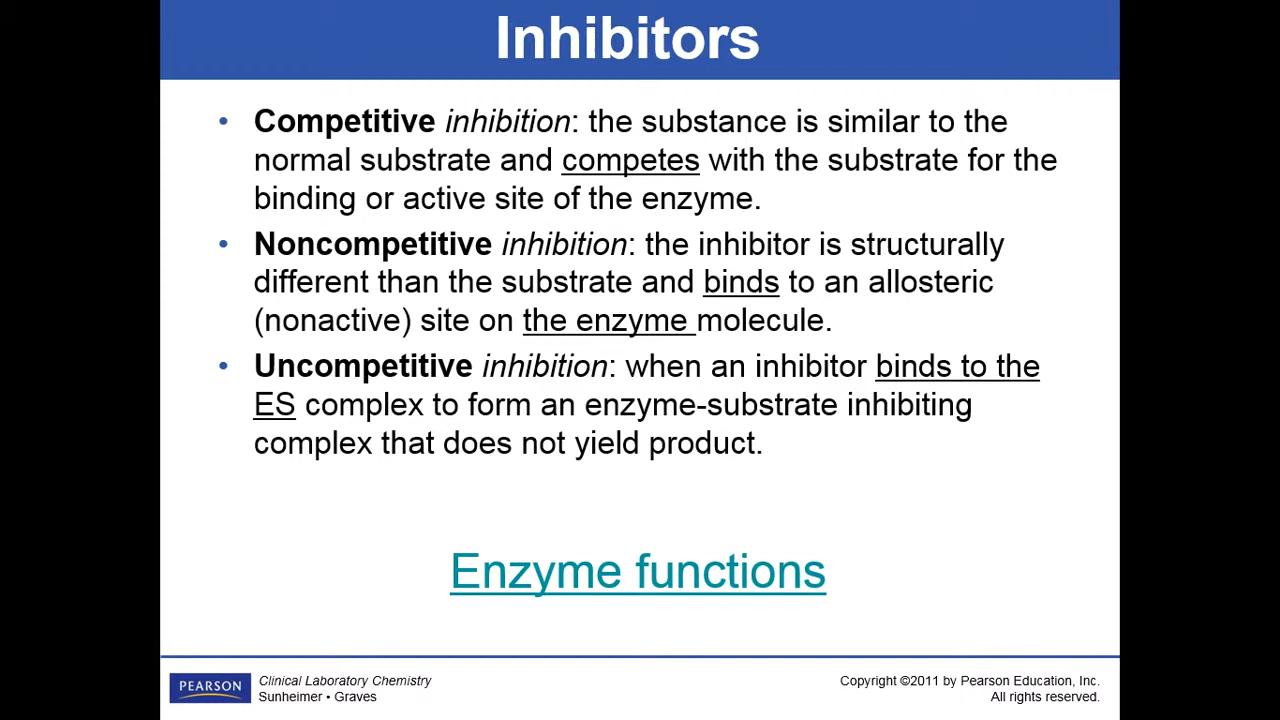 Inhibitors
• Competitive inhibition: the substance is similar to the
normal substrate and competes with the substrate for the
binding or active site of the enzyme.
• Noncompetitive inhibition: the inhibitor is structurally
different than the substrate and binds to an allosteric
(nonactive) site on the enzyme molecule.
• Uncompetitive inhibition: when an inhibitor binds to the
ES complex to form an enzyme-substrate inhibiting
complex that does not yield product.
Enzyme functions
PEARSON
Clinical Laboratory Chemistry
Sunheimer • Graves
Copyright ©2011 by Pearson Education, Inc.
All rights reserved.